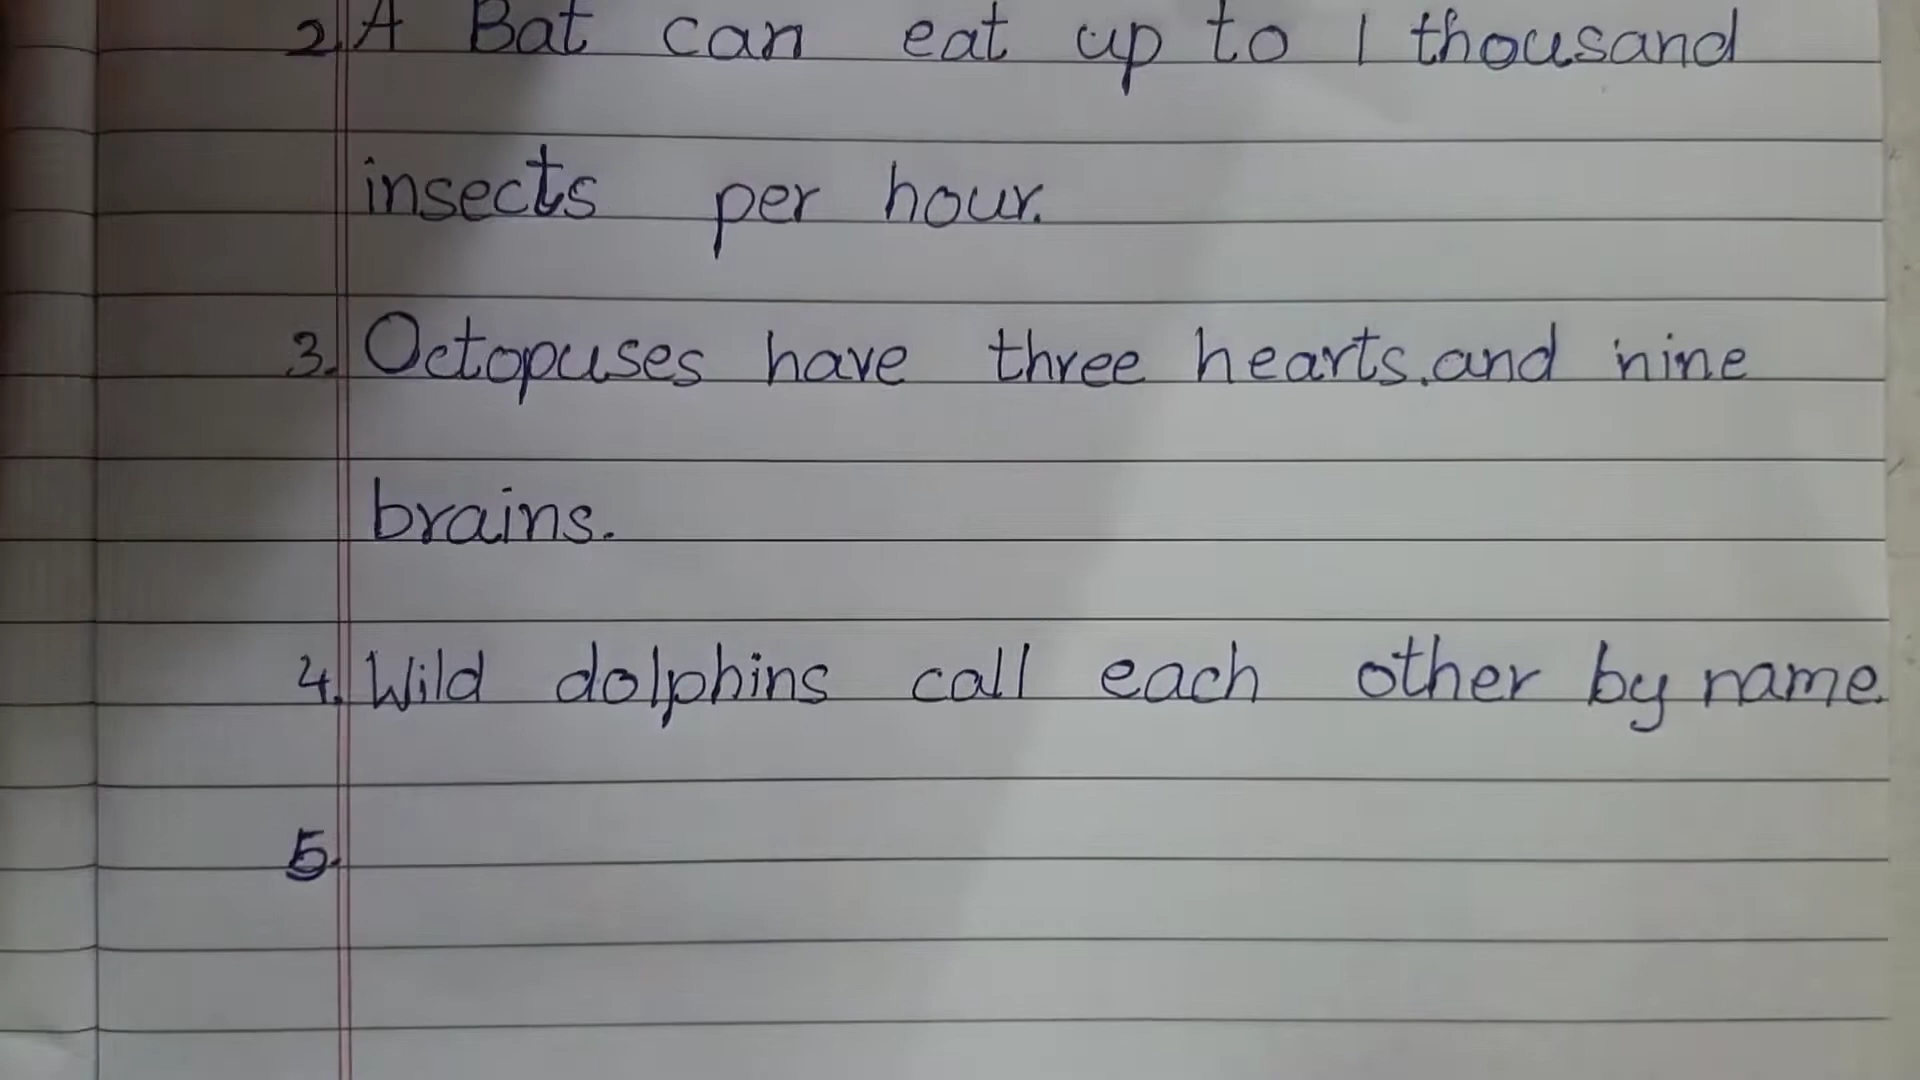 2. A Bat can eat up to 1 thousand
insects per hour.
3. Octopuses have three hearts.and nine
brains.
4. Wild dolphins call each other by name.
5.